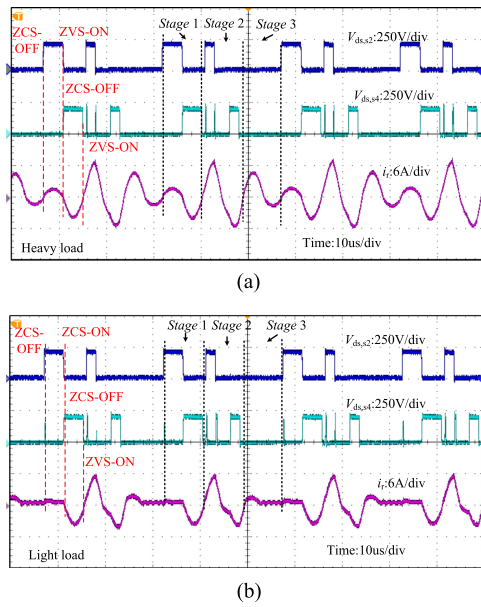 T
ZCS-OFF
ZVS-ON
Stage 1
Stage 2
Stage 3
Vds,s2:250V/div
ZCS-OFF
Vds,s4:250V/div
ZVS-ON
ir:6A/div
Heavy load
Time:10us/div
(a)
T
ZCS-OFF
ZCS-ON
Stage 1
Stage 2
Stage 3
Vds,s2:250V/div
ZCS-OFF
Vds,s4:250V/div
ZVS-ON
ir:6A/div
Light load
Time:10us/div
(b)